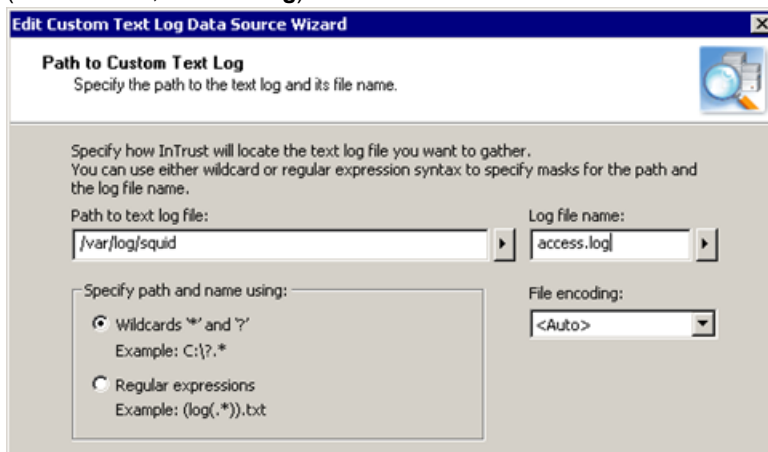 Edit Custom Text Log Data Source Wizard
Path to Custom Text Log
Specify the path to the text log and its file name.
Specify how InTrust will locate the text log file you want to gather.
You can use either wildcard or regular expression syntax to specify masks for the path and
the log file name.
Path to text log file:
Log file name:
/var/log/squid
access.log
Specify path and name using:
File encoding:
Wildcards '*' and '?'
<Auto>
Example: C:\?.*
Regular expressions
Example: (log(.*)).txt